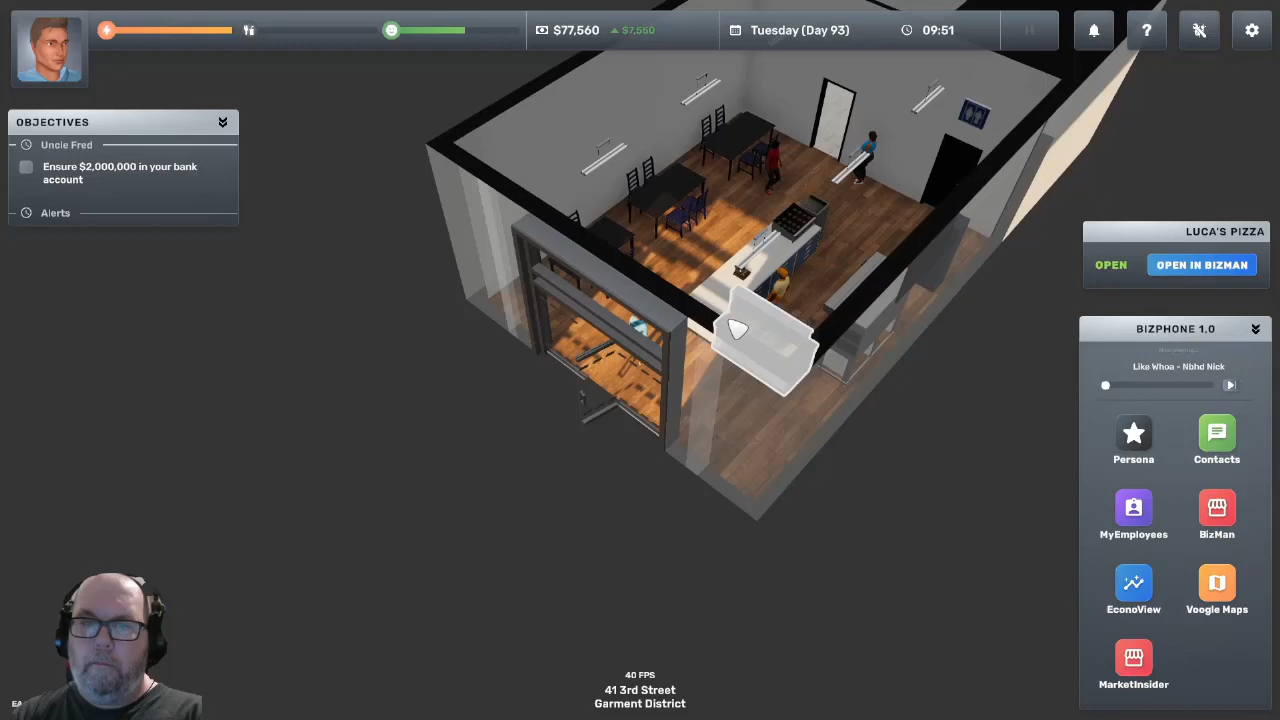 $77,560
$7,550
Tuesday (Day 93)
09:51
OBJECTIVES
Uncle Fred
Ensure $2,000,000 in your bank
account
Alerts
LUCA'S PIZZA
OPEN
OPEN IN BIZMAN
BIZPHONE 1.0
Like Whoa - Nbhd Nick
Persona
Contacts
MyEmployees
BizMan
EconoView
Voogle Maps
MarketInsider
40 FPS
41 3rd Street
Garment District